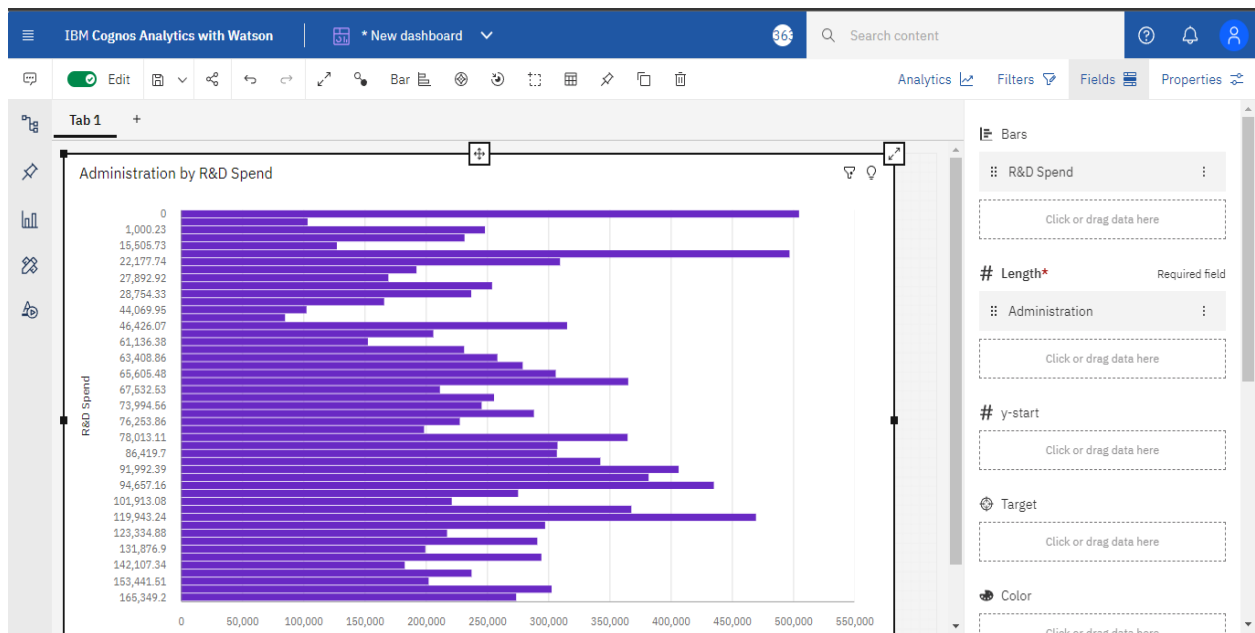 IBM Cognos Analytics with Watson
* New dashboard
363
Search content
Edit
Bar
Analytics
Filters
Fields
Properties
Tab 1
+
Administration by R&D Spend
R&D Spend
0
1,000.23
15,505.73
22,177.74
27,892.92
28,754.33
44,069.95
46,426.07
61,136.38
63,408.86
65,605.48
67,532.53
73,994.56
76,253.86
78,013.11
86,419.7
91,992.39
94,657.16
101,913.08
119,943.24
123,334.88
131,876.9
142,107.34
153,441.51
165,349.2
0 50,000 100,000 150,000 200,000 250,000 300,000 350,000 400,000 450,000 500,000 550,000
Bars
R&D Spend
Click or drag data here
# Length* Required field
Administration
Click or drag data here
# y-start
Click or drag data here
Target
Click or drag data here
Color
Click or drag data here